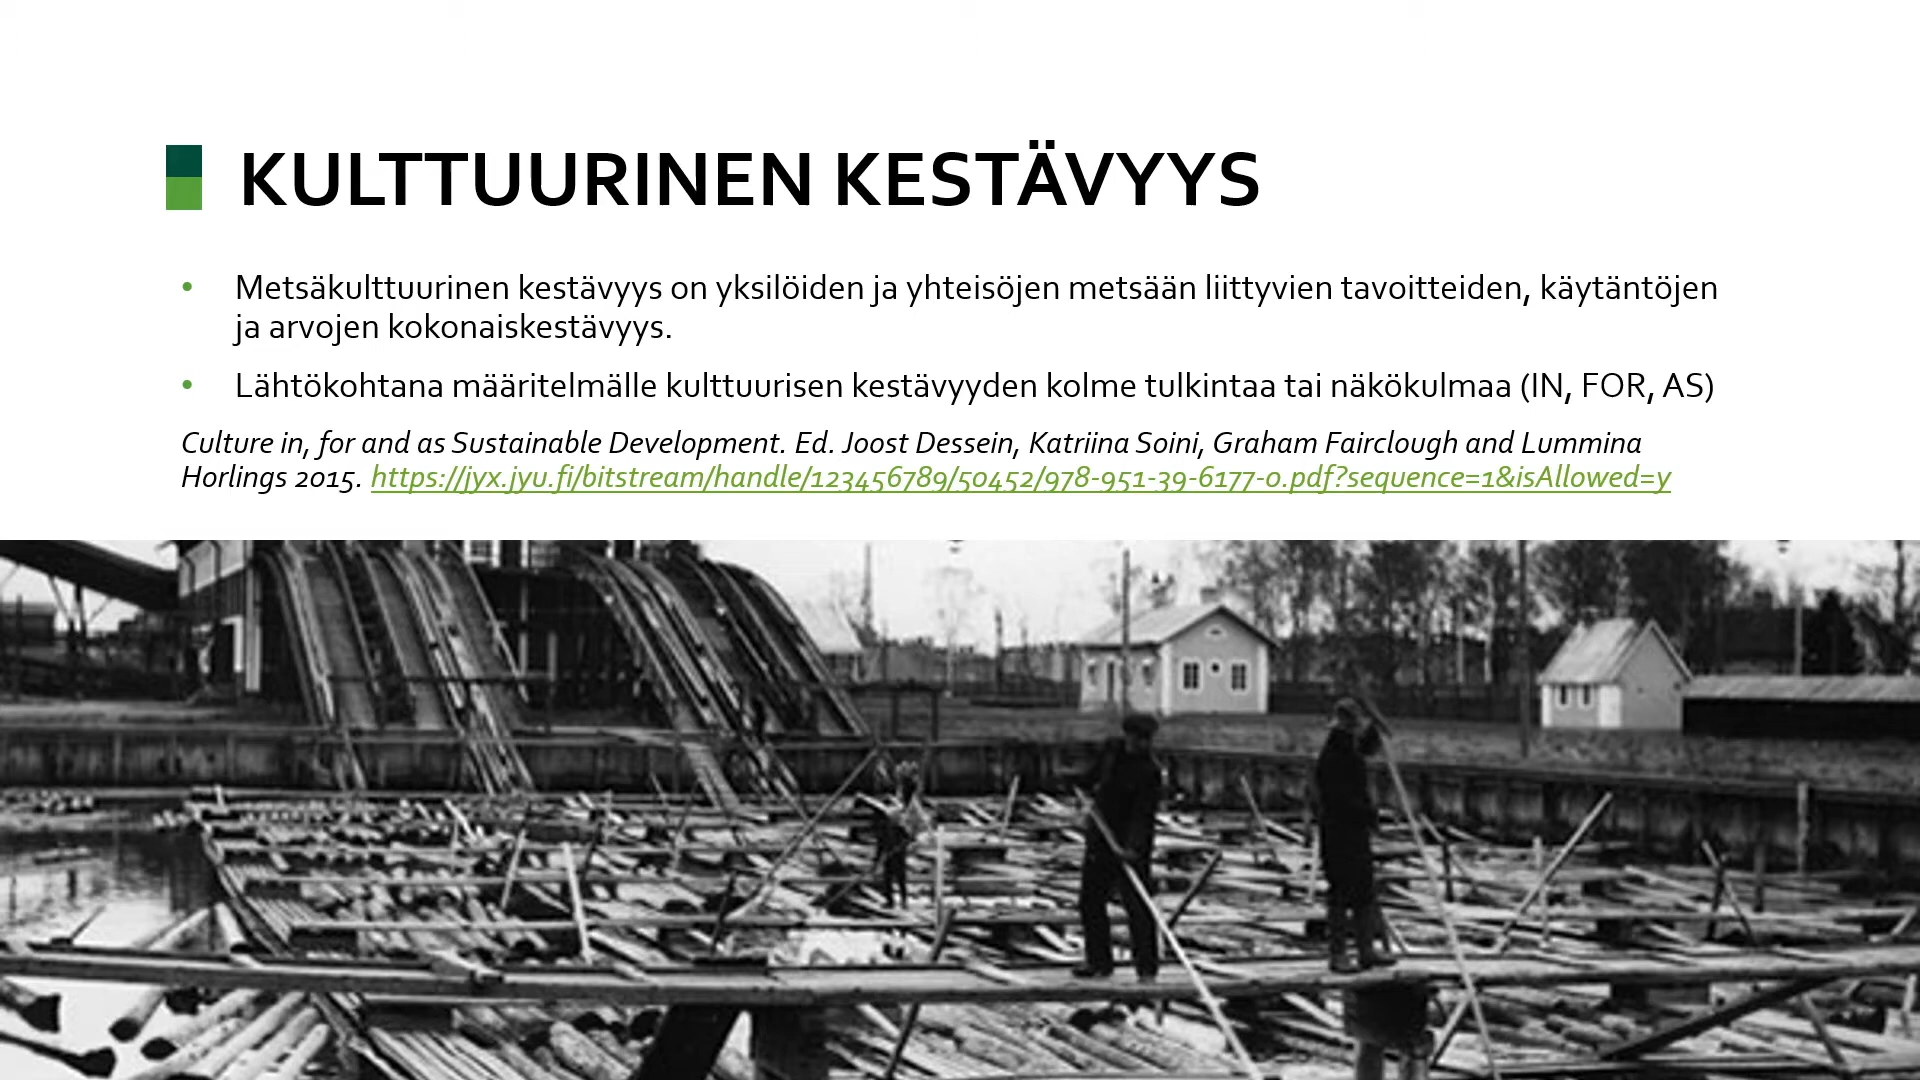 KULTTUURINEN KESTÄVYYS
• Metsäkulttuurinen kestävyys on yksilöiden ja yhteisöjen metsään liittyvien tavoitteiden, käytäntöjen
ja arvojen kokonaiskestävyys.
• Lähtökohtana määritelmälle kulttuurisen kestävyyden kolme tulkintaa tai näkökulmaa (IN, FOR, AS)
Culture in, for and as Sustainable Development. Ed. Joost Dessein, Katriina Soini, Graham Fairclough and Lummina
Horlings 2015. https://jyx.jyu.fi/bitstream/handle/123456789/50452/978-951-39-6177-0.pdf?sequence=1&isAllowed=y